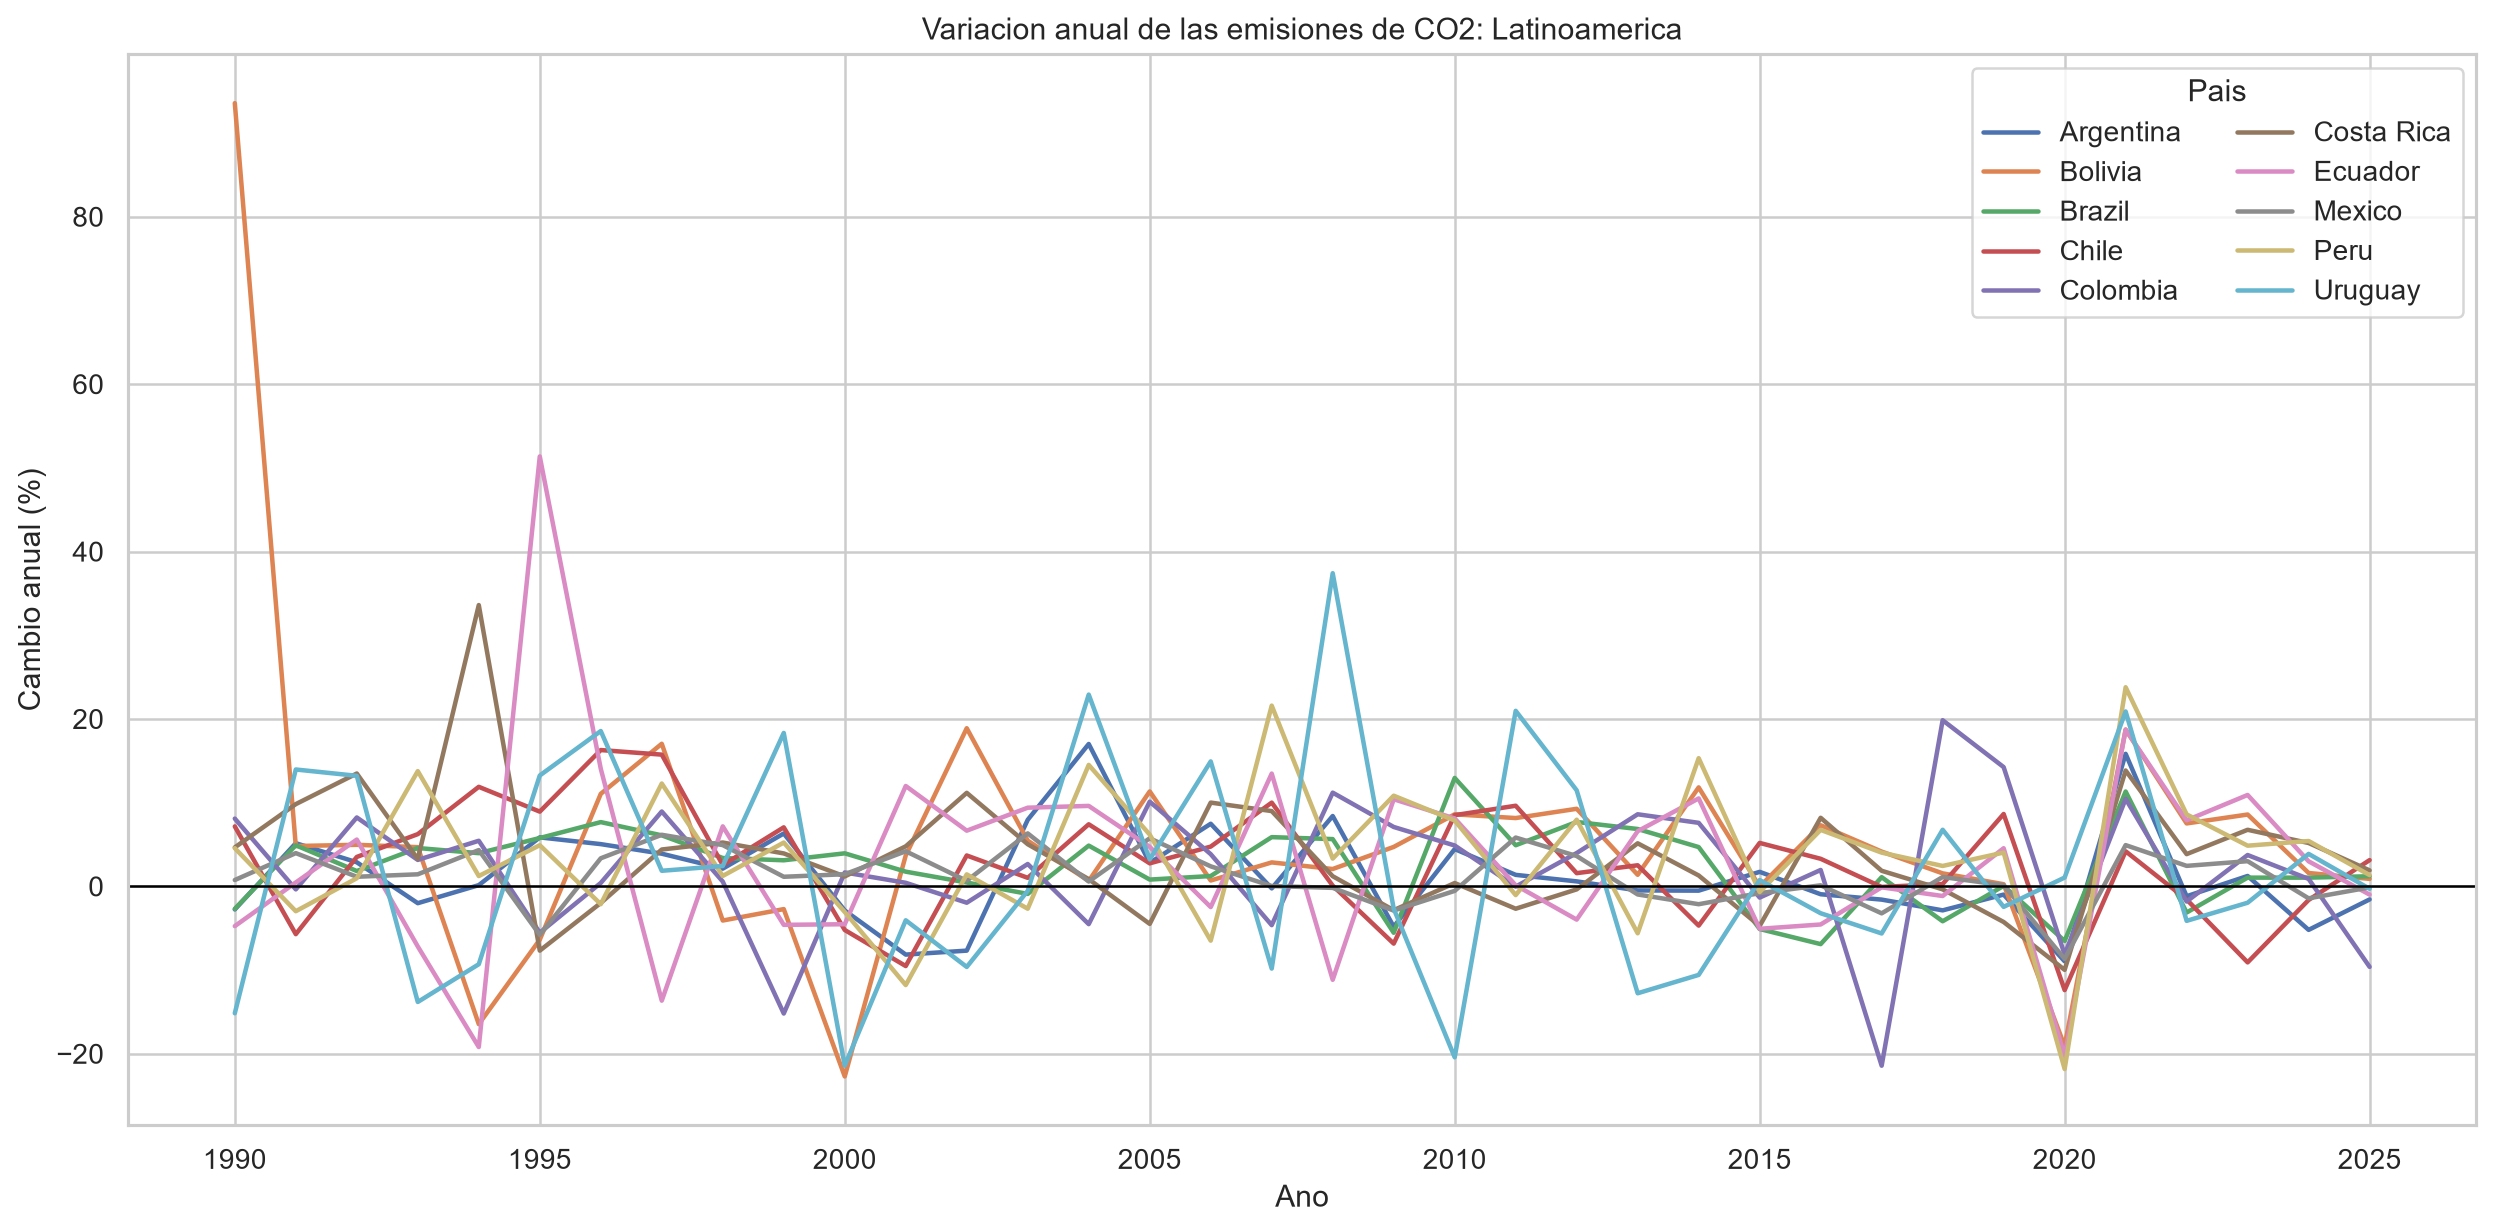 Variacion anual de las emisiones de CO2: Latinoamerica
Pais
Argentina
Bolivia
Brazil
Chile
Colombia
Costa Rica
Ecuador
Mexico
Peru
Uruguay
Cambio anual (%)
80
60
40
20
0
−20
1990 1995 2000 2005 2010 2015 2020 2025
Ano